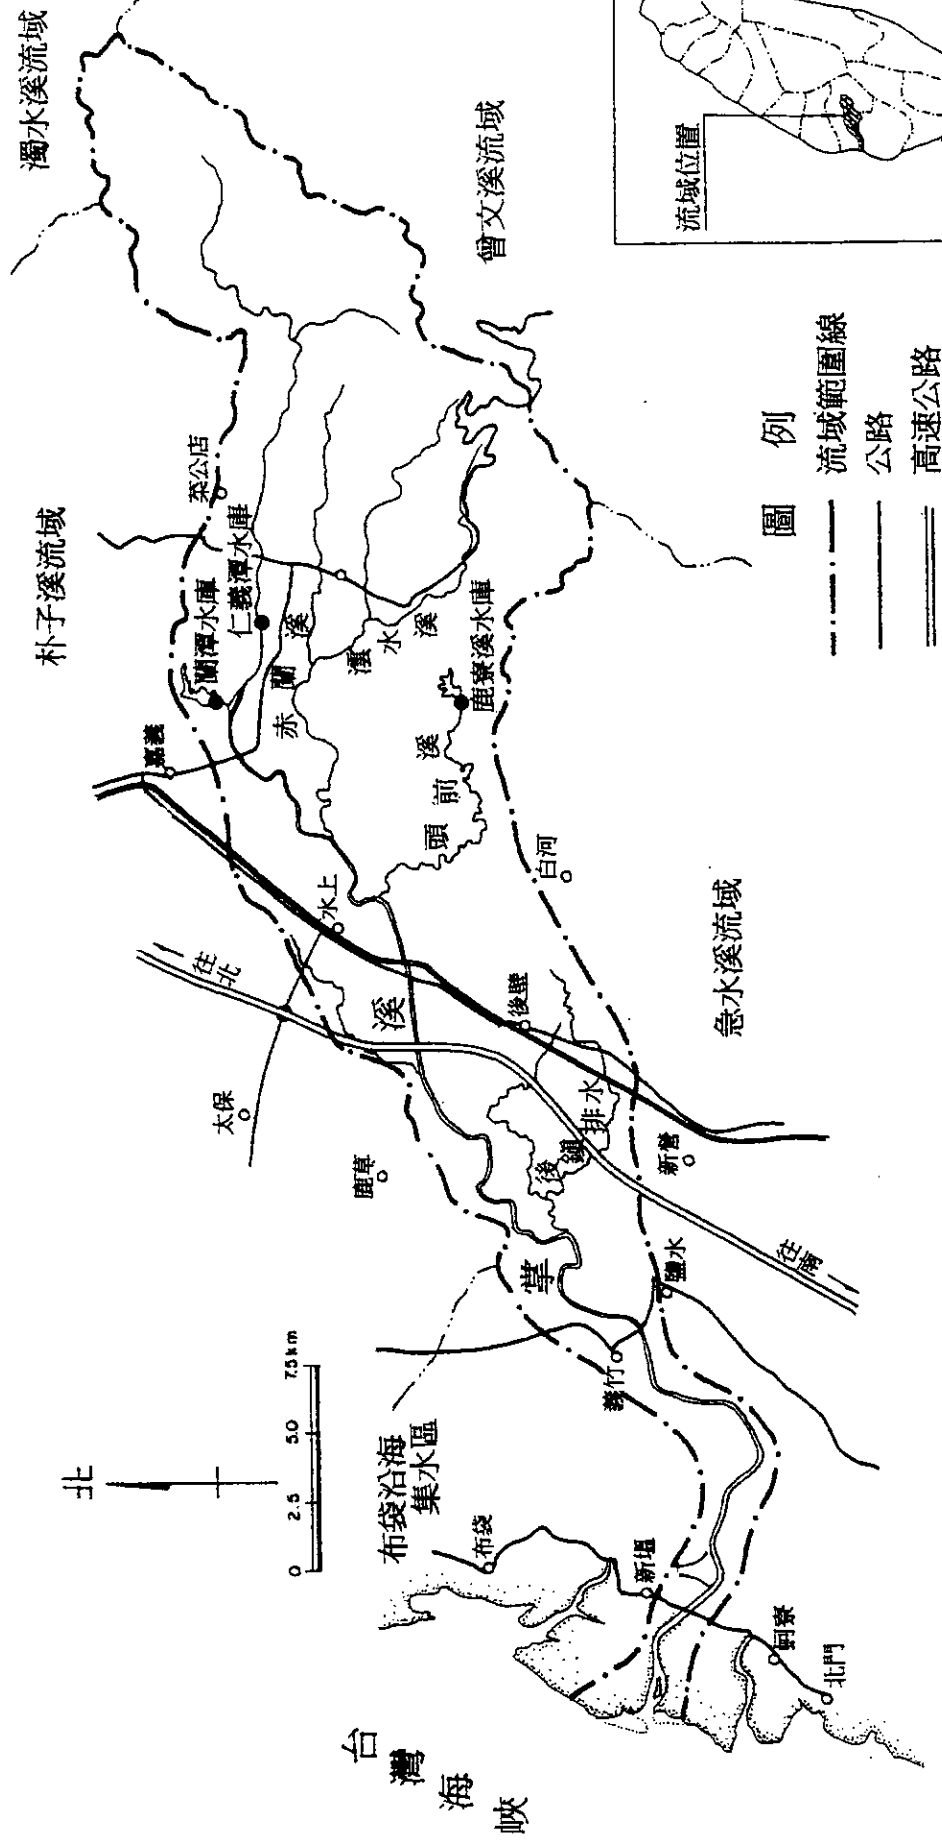 濁水溪流域
朴子溪流域
曾文溪流域
急水溪流域
布袋沿海
集水區
台灣海峽
北
0 2.5 5.0 7.5km
菜公店
仁義潭水庫
蘭潭水庫
嘉義
赤蘭溪
水溪
鹿寮溪水庫
頭前溪
白河
水上
往北
太保
鹿草
溪
後壁
後鎮排水
新營
往南
掌
鹽水
義竹
布袋
新塭
蚵寮
北門
流域位置
圖例
流域範圍線
公路
高速公路